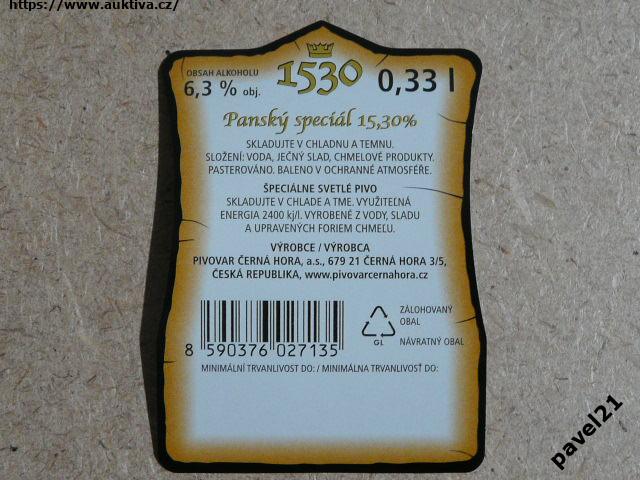 https://www.auktiva.cz/
OBSAH ALKOHOLU
6,3 % obj.
1530
0,33 l
Panský speciál 15,30%
SKLADUJTE V CHLADNU A TEMNU.
SLOŽENÍ: VODA, JEČNÝ SLAD, CHMELOVÉ PRODUKTY.
PASTEROVÁNO. BALENO V OCHRANNÉ ATMOSFÉŘE.
ŠPECIÁLNE SVETLÉ PIVO
SKLADUJTE V CHLADE A TME. VYUŽITEĽNÁ
ENERGIA 2400 kj/l. VYROBENÉ Z VODY, SLADU
A UPRAVENÝCH FORIEM CHMEĽU.
VÝROBCE / VÝROBCA
PIVOVAR ČERNÁ HORA, a.s., 679 21 ČERNÁ HORA 3/5,
ČESKÁ REPUBLIKA, www.pivovarcernahora.cz
8 590376 027135
GL
ZÁLOHOVANÝ
OBAL
NÁVRATNÝ OBAL
MINIMÁLNÍ TRVANLIVOST DO: / MINIMÁLNA TRVANLIVOSŤ DO:
pavel21